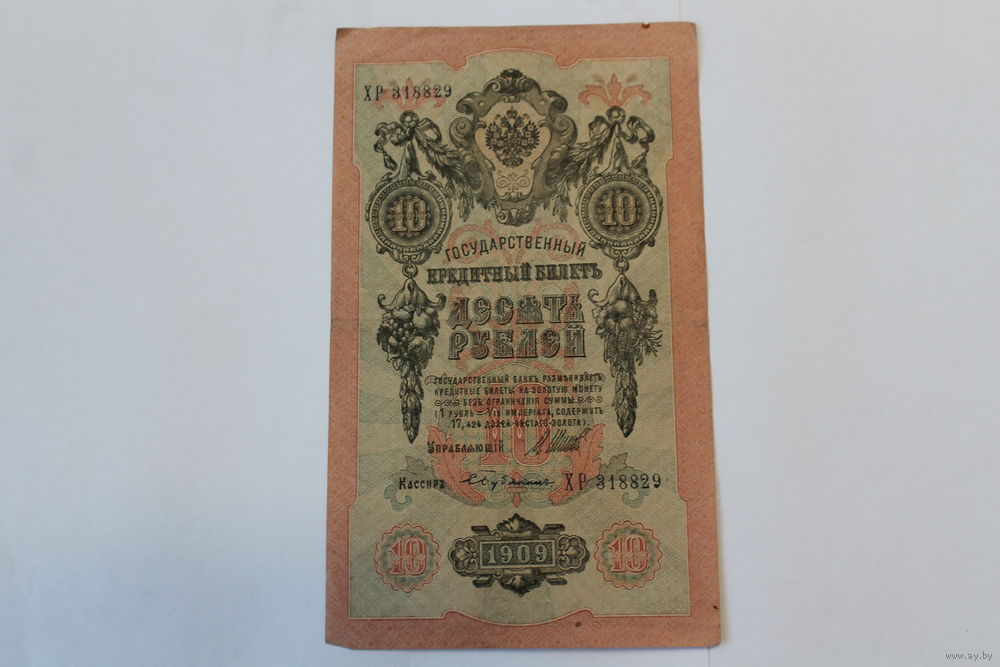 ХР 318829
10 10
ГОСУДАРСТВЕННЫЙ
КРЕДИТНЫЙ БИЛЕТЪ
ДЕСЯТЬ
РУБЛЕЙ
ГОСУДАРСТВЕННЫЙ БАНКЪ РАЗМѢНИВАЕТЪ
КРЕДИТНЫЕ БИЛЕТЫ НА ЗОЛОТУЮ МОНЕТУ
БЕЗЪ ОГРАНИЧЕНІЯ СУММЫ
(1 РУБЛЬ = 1/15 ИМПЕРІАЛА, СОДЕРЖИТЪ
17,424 ДОЛЕЙ ЧИСТАГО ЗОЛОТА).
10
УПРАВЛЯЮЩІЙ
КАССИРЪ
ХР 318829
10 1909 10
www.ay.by